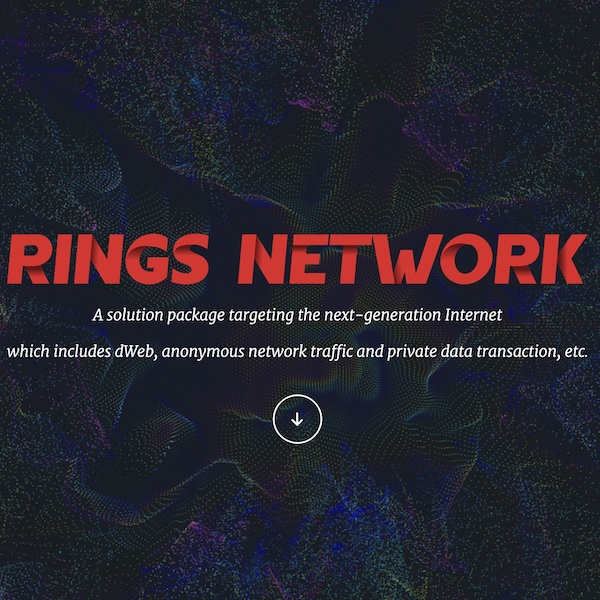 RINGS NETWORK
A solution package targeting the next-generation Internet
which includes dWeb, anonymous network traffic and private data transaction, etc.